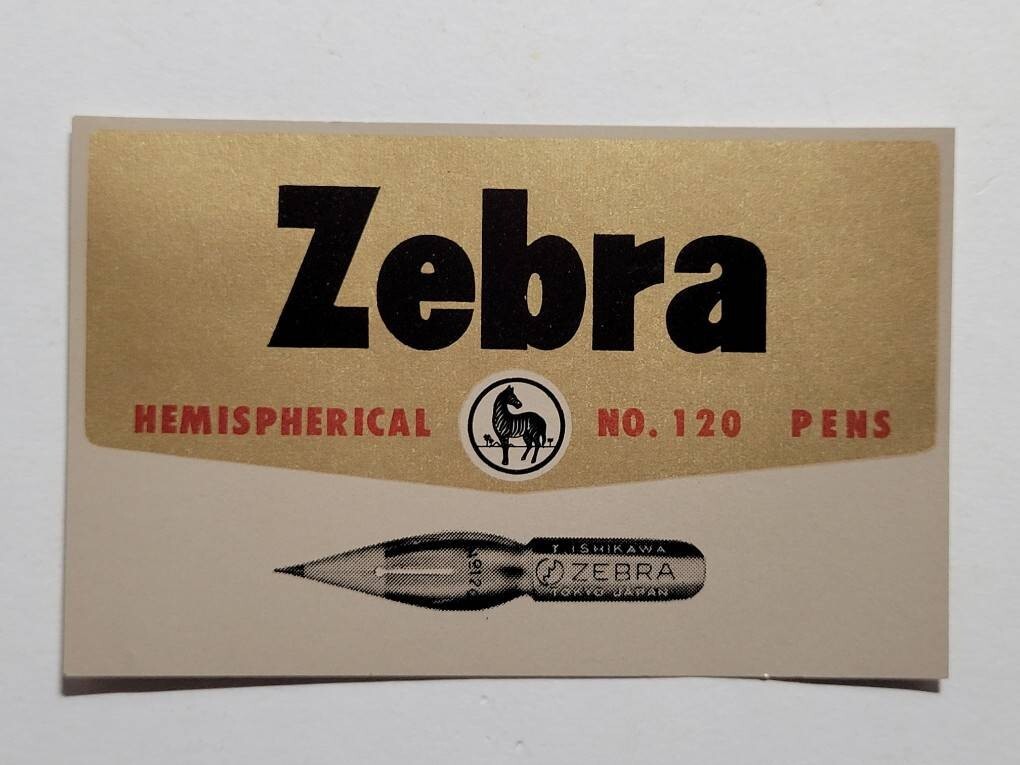 Zebra
HEMISPHERICAL NO. 120 PENS
T. ISHIKAWA
ZEBRA
TOKYO JAPAN